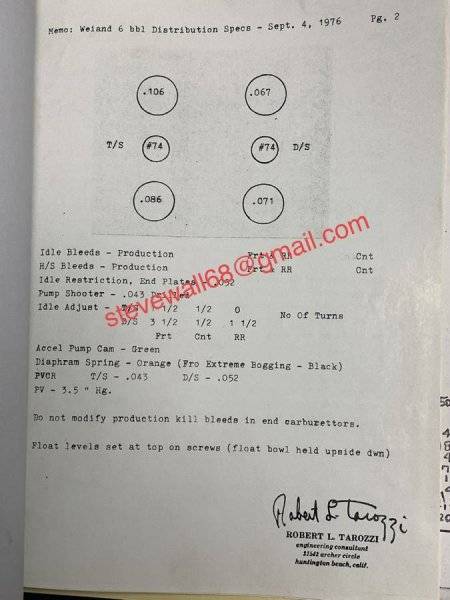 Memo: Weiand 6 bbl Distribution Specs - Sept. 4, 1976 Pg. 2
.106 .067
T/S #74 #74 D/S
.086 .071
Idle Bleeds - Production Frt RR Cnt
H/S Bleeds - Production Frt RR Cnt
Idle Restriction, End Plates .052
Pump Shooter - .043 Drilled
Idle Adjust - T/S 1/2 1/2 0
No Of Turns
D/S 3 1/2 1/2 1 1/2
Frt Cnt RR
Accel Pump Cam - Green
Diaphram Spring - Orange (Fro Extreme Bogging - Black)
PVCR T/S - .043 D/S - .052
PV - 3.5 " Hg.
Do not modify production kill bleeds in end carburettors.
Float levels set at top on screws (float bowl held upside dwn)
Robert L Tarozzi
ROBERT L. TAROZZI
engineering consultant
archer circle
huntington beach, calif.
stevewall68@gmail.com